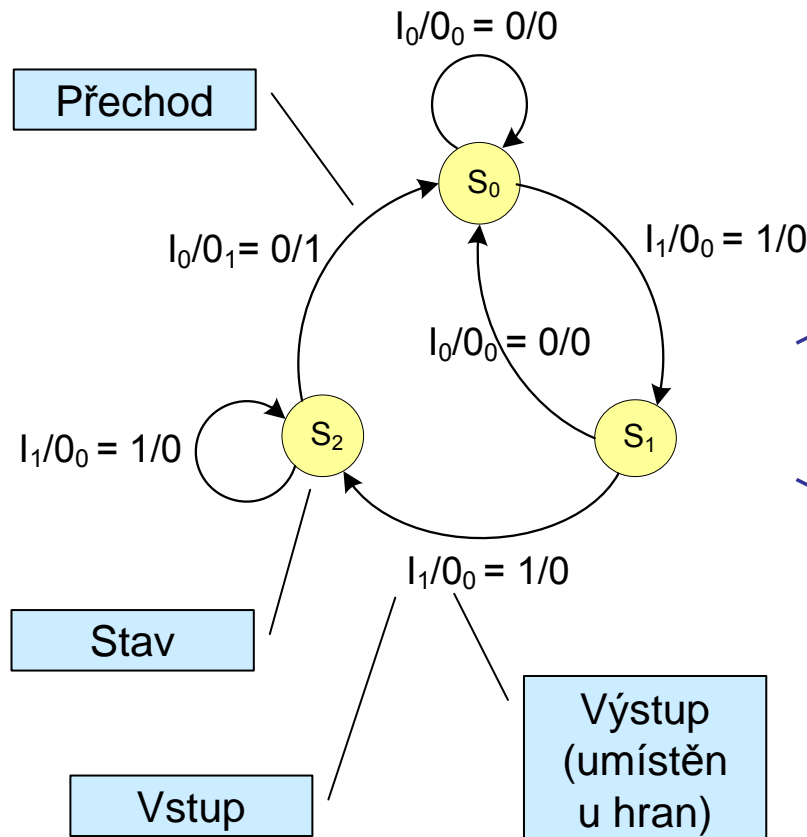 I₀/0₀ = 0/0
Přechod
S₀
I₀/0₁= 0/1
I₁/0₀ = 1/0
I₀/0₀ = 0/0
I₁/0₀ = 1/0
S₂
S₁
I₁/0₀ = 1/0
Stav
Výstup
(umístěn
u hran)
Vstup